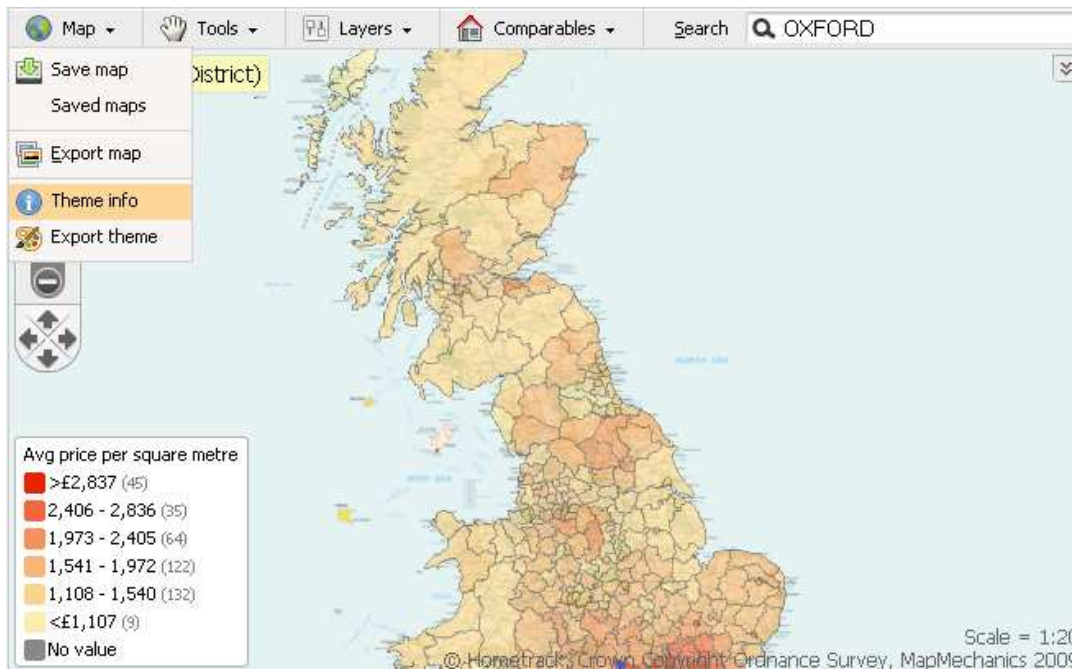 Map Tools Layers Comparables Search OXFORD
Save map
District)
Saved maps
Export map
Theme info
Export theme
Avg price per square metre
>£2,837 (45)
2,406 - 2,836 (35)
1,973 - 2,405 (64)
1,541 - 1,972 (122)
1,108 - 1,540 (132)
<£1,107 (9)
No value
NORTH SEA
Scale = 1:20
© Hometrack, Crown Copyright Ordnance Survey, MapMechanics 2009